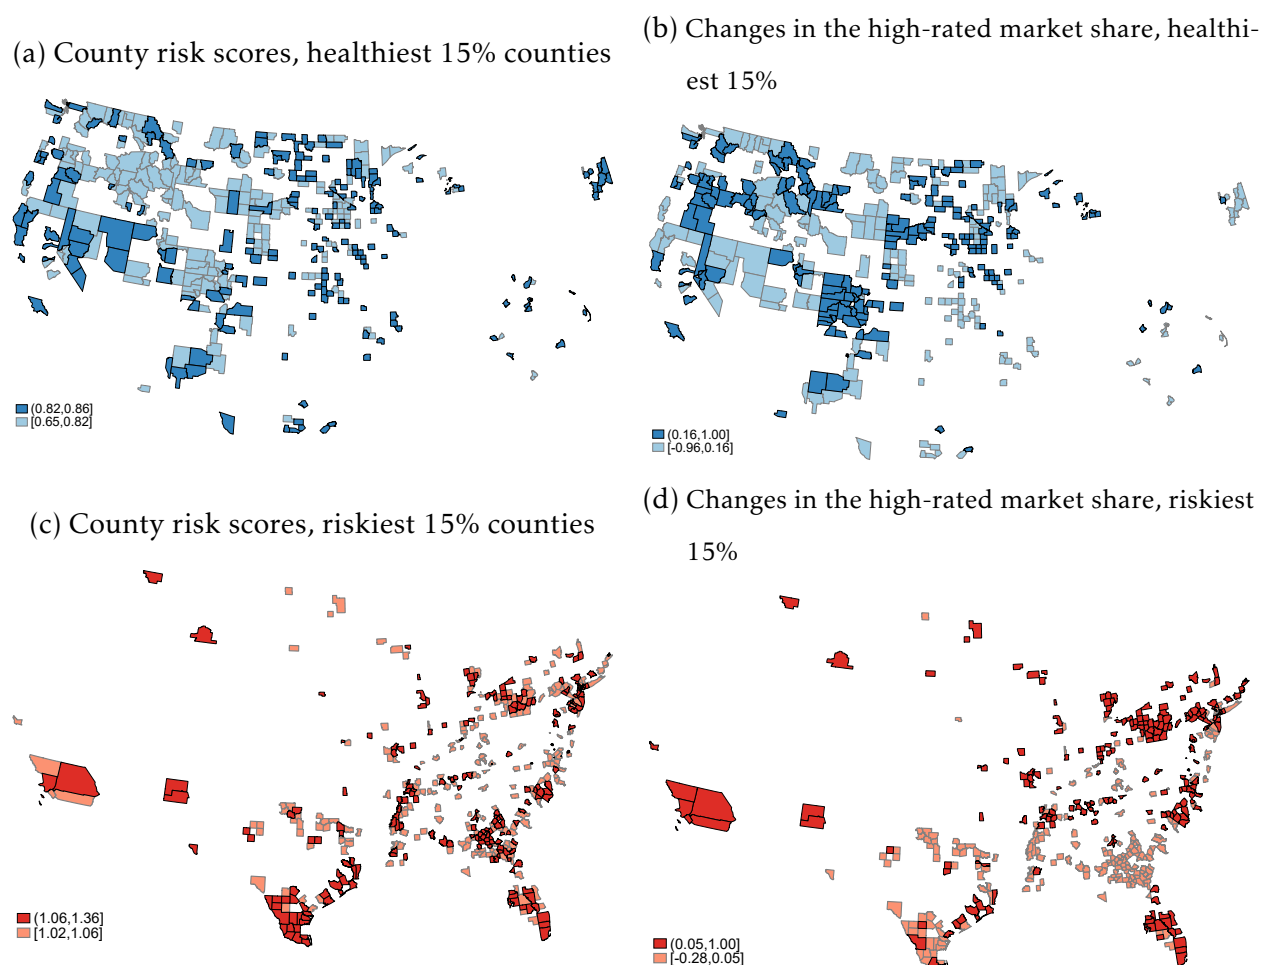 (a) County risk scores, healthiest 15% counties
(0.82,0.86]
[0.65,0.82]
(b) Changes in the high-rated market share, healthi-
est 15%
(0.16,1.00]
[-0.96,0.16]
(c) County risk scores, riskiest 15% counties
(1.06,1.36]
[1.02,1.06]
(d) Changes in the high-rated market share, riskiest
15%
(0.05,1.00]
[-0.28,0.05]